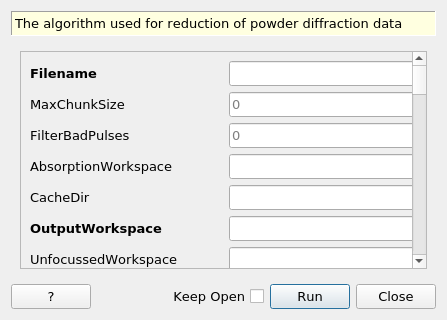 The algorithm used for reduction of powder diffraction data
Filename
MaxChunkSize 0
FilterBadPulses 0
AbsorptionWorkspace
CacheDir
OutputWorkspace
UnfocussedWorkspace
? Keep Open Run Close